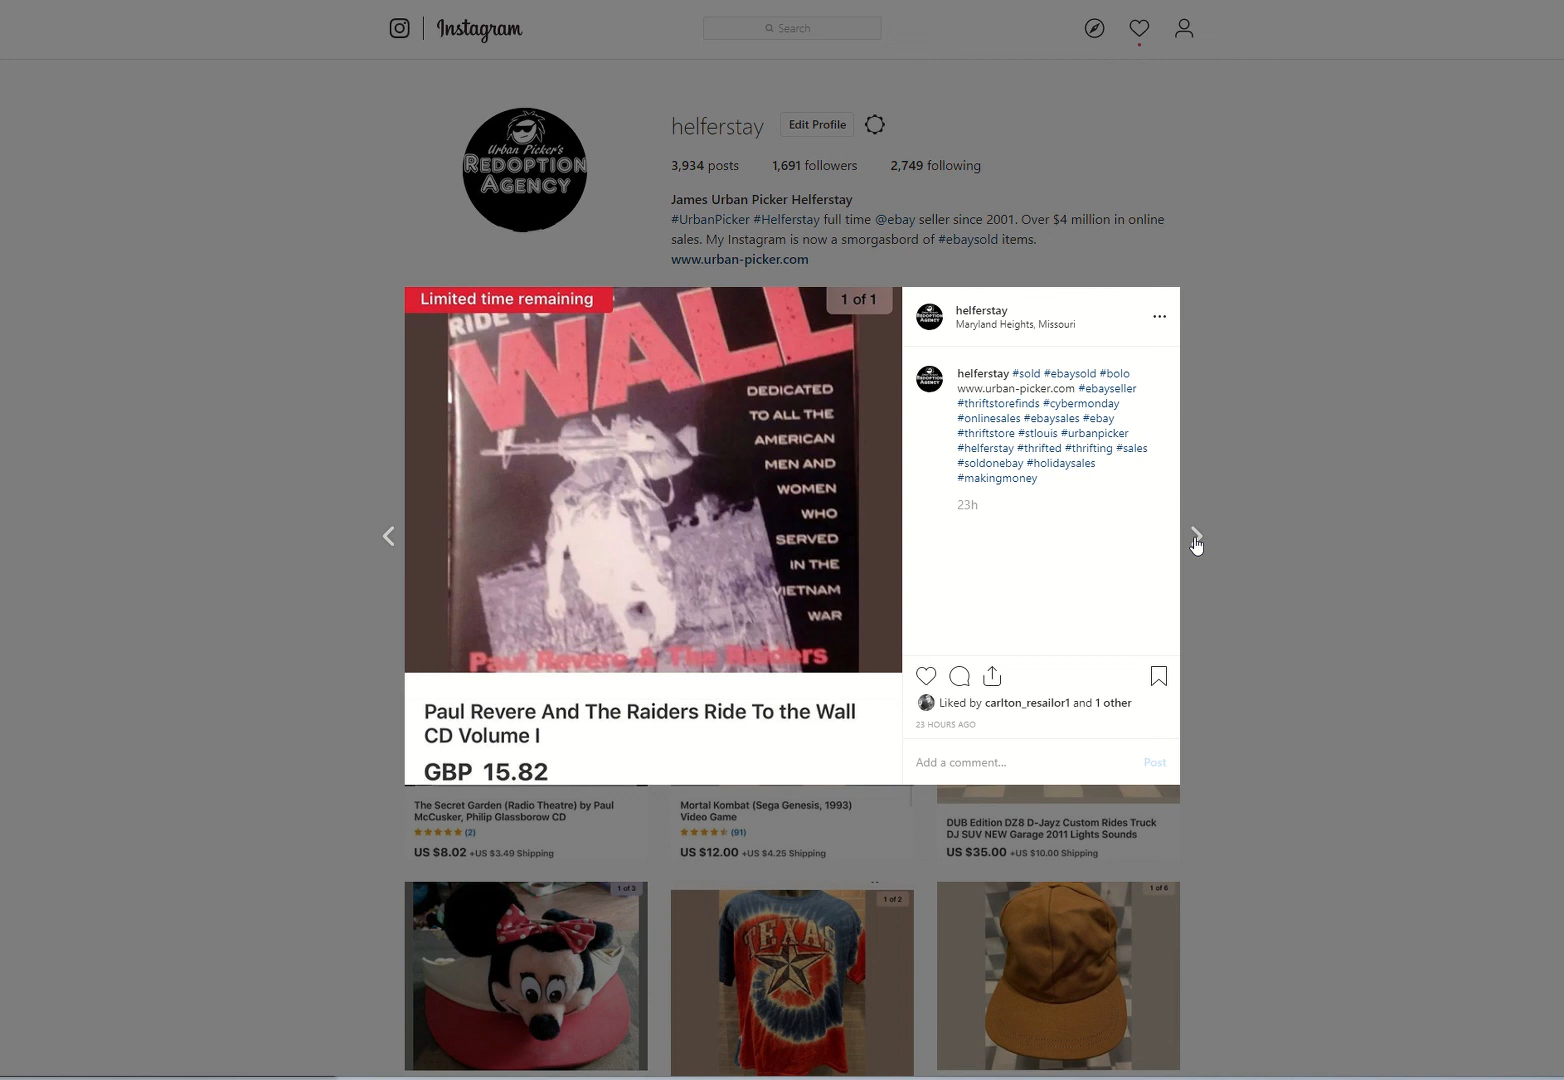 Instagram
Search
Urban Picker's
REDOPTION
AGENCY
helferstay
Edit Profile
3,934 posts
1,691 followers
2,749 following
James Urban Picker Helferstay
#UrbanPicker #Helferstay full time @ebay seller since 2001. Over $4 million in online
sales. My Instagram is now a smorgasbord of #ebaysold items.
www.urban-picker.com
Limited time remaining
1 of 1
RIDE TO
WALL
DEDICATED
TO ALL THE
AMERICAN
MEN AND
WOMEN
WHO
SERVED
IN THE
VIETNAM
WAR
Paul Revere & The Raiders
Paul Revere And The Raiders Ride To the Wall
CD Volume I
GBP 15.82
helferstay
Maryland Heights, Missouri
helferstay #sold #ebaysold #bolo
www.urban-picker.com #ebayseller
#thriftstorefinds #cybermonday
#onlinesales #ebaysales #ebay
#thriftstore #stlouis #urbanpicker
#helferstay #thrifted #thrifting #sales
#soldonebay #holidaysales
#makingmoney
23h
Liked by carlton_resailor1 and 1 other
23 HOURS AGO
Add a comment...
Post
The Secret Garden (Radio Theatre) by Paul
McCusker, Philip Glassborow CD
(2)
US $8.02 +US $3.49 Shipping
Mortal Kombat (Sega Genesis, 1993)
Video Game
(91)
US $12.00 +US $4.25 Shipping
DUB Edition DZ8 D-Jayz Custom Rides Truck
DJ SUV NEW Garage 2011 Lights Sounds
US $35.00 +US $10.00 Shipping
1 of 3
1 of 2
TEXAS
1 of 6